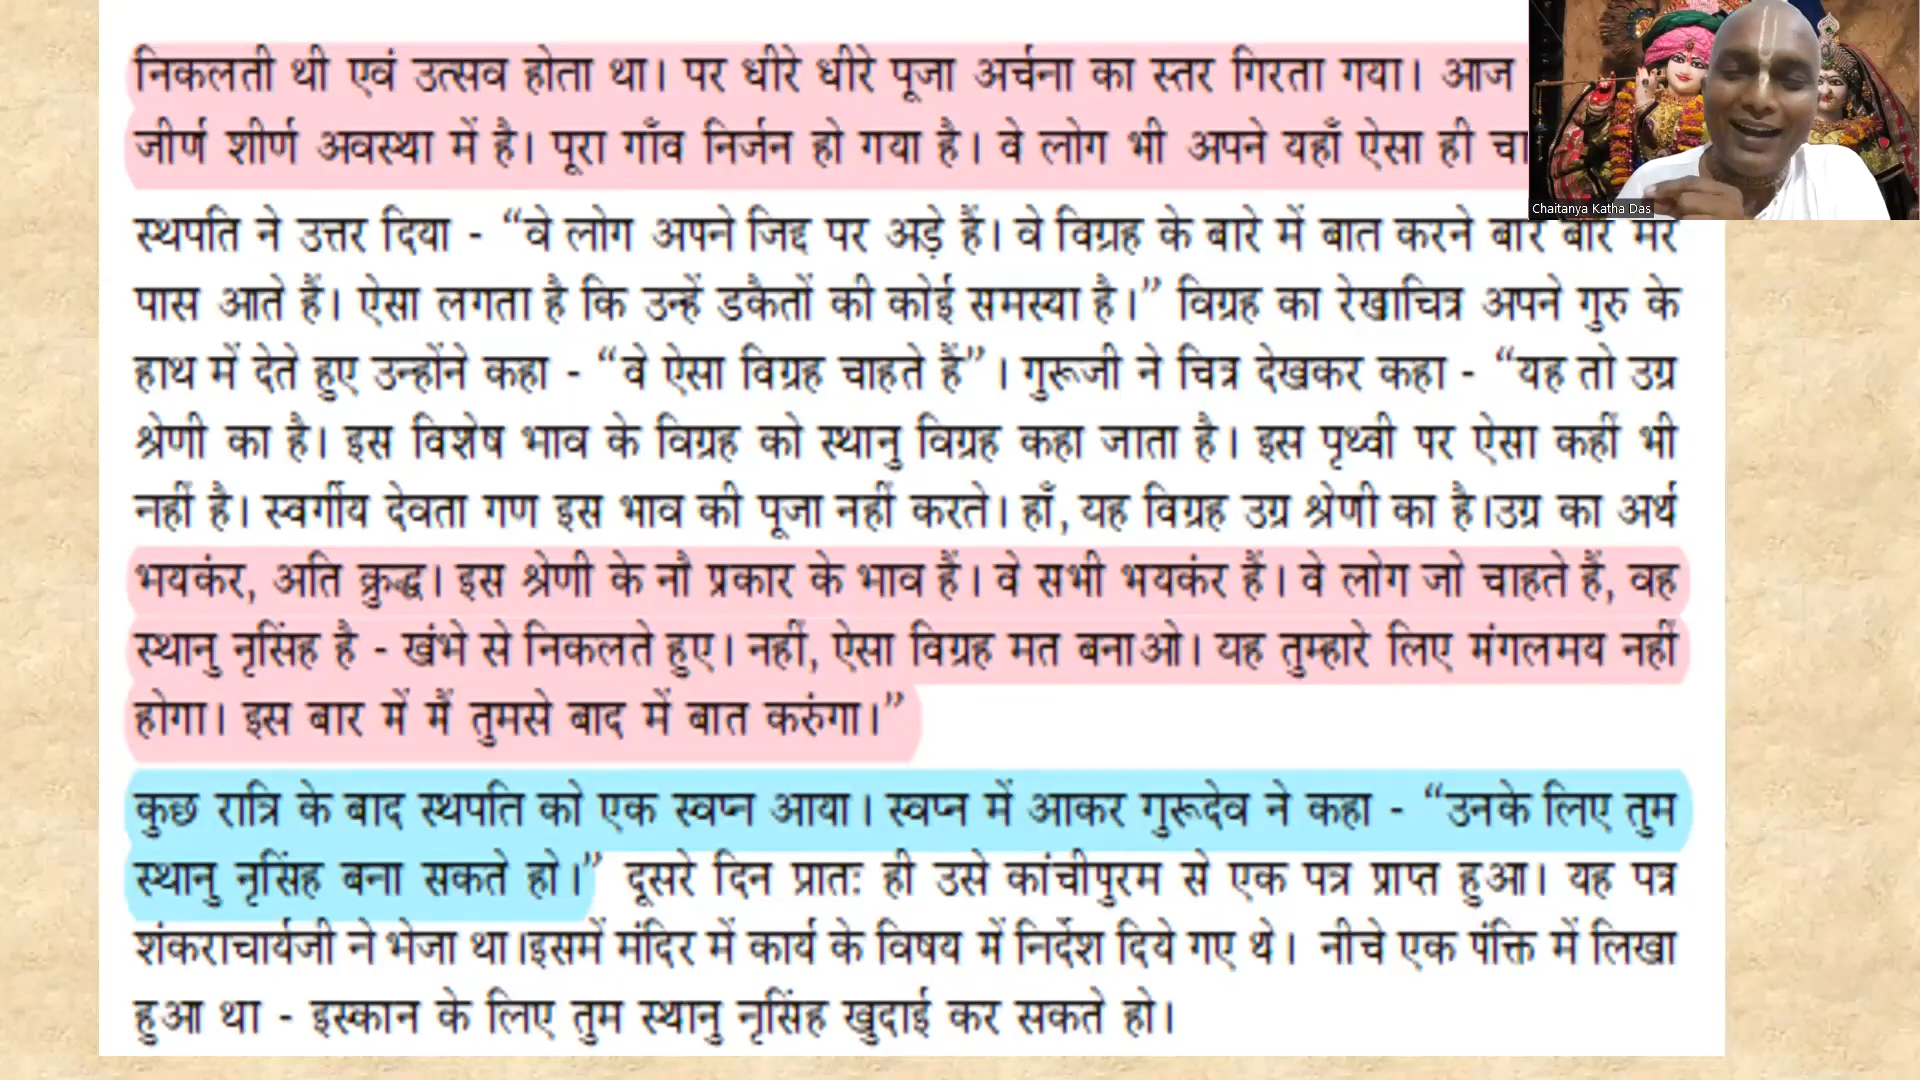 निकलती थी एवं उत्सव होता था। पर धीरे धीरे पूजा अर्चना का स्तर गिरता गया। आज
जीर्ण शीर्ण अवस्था में है। पूरा गाँव निर्जन हो गया है। वे लोग भी अपने यहाँ ऐसा ही
Chaitanya Katha Das
स्थपति ने उत्तर दिया - “वे लोग अपने जिद्द पर अड़े हैं। वे विग्रह के बारे में बात करने बार बार मेरे
पास आते हैं। ऐसा लगता है कि उन्हें डकैतों की कोई समस्या है।” विग्रह का रेखाचित्र अपने गुरु के
हाथ में देते हुए उन्होंने कहा - “वे ऐसा विग्रह चाहते हैं”। गुरूजी ने चित्र देखकर कहा - “यह तो उग्र
श्रेणी का है। इस विशेष भाव के विग्रह को स्थानु विग्रह कहा जाता है। इस पृथ्वी पर ऐसा कहीं भी
नहीं है। स्वर्गीय देवता गण इस भाव की पूजा नहीं करते। हाँ, यह विग्रह उग्र श्रेणी का है।उग्र का अर्थ
भयकंर, अति क्रुद्ध। इस श्रेणी के नौ प्रकार के भाव हैं। वे सभी भयकंर हैं। वे लोग जो चाहते हैं, वह
स्थानु नृसिंह है - खंभे से निकलते हुए। नहीं, ऐसा विग्रह मत बनाओ। यह तुम्हारे लिए मंगलमय नहीं
होगा। इस बार में मैं तुमसे बाद में बात करुंगा।”
कुछ रात्रि के बाद स्थपति को एक स्वप्न आया। स्वप्न में आकर गुरूदेव ने कहा - “उनके लिए तुम
स्थानु नृसिंह बना सकते हो।” दूसरे दिन प्रातः ही उसे कांचीपुरम से एक पत्र प्राप्त हुआ। यह पत्र
शंकराचार्यजी ने भेजा था।इसमें मंदिर में कार्य के विषय में निर्देश दिये गए थे। नीचे एक पंक्ति में लिखा
हुआ था - इस्कान के लिए तुम स्थानु नृसिंह खुदाई कर सकते हो।